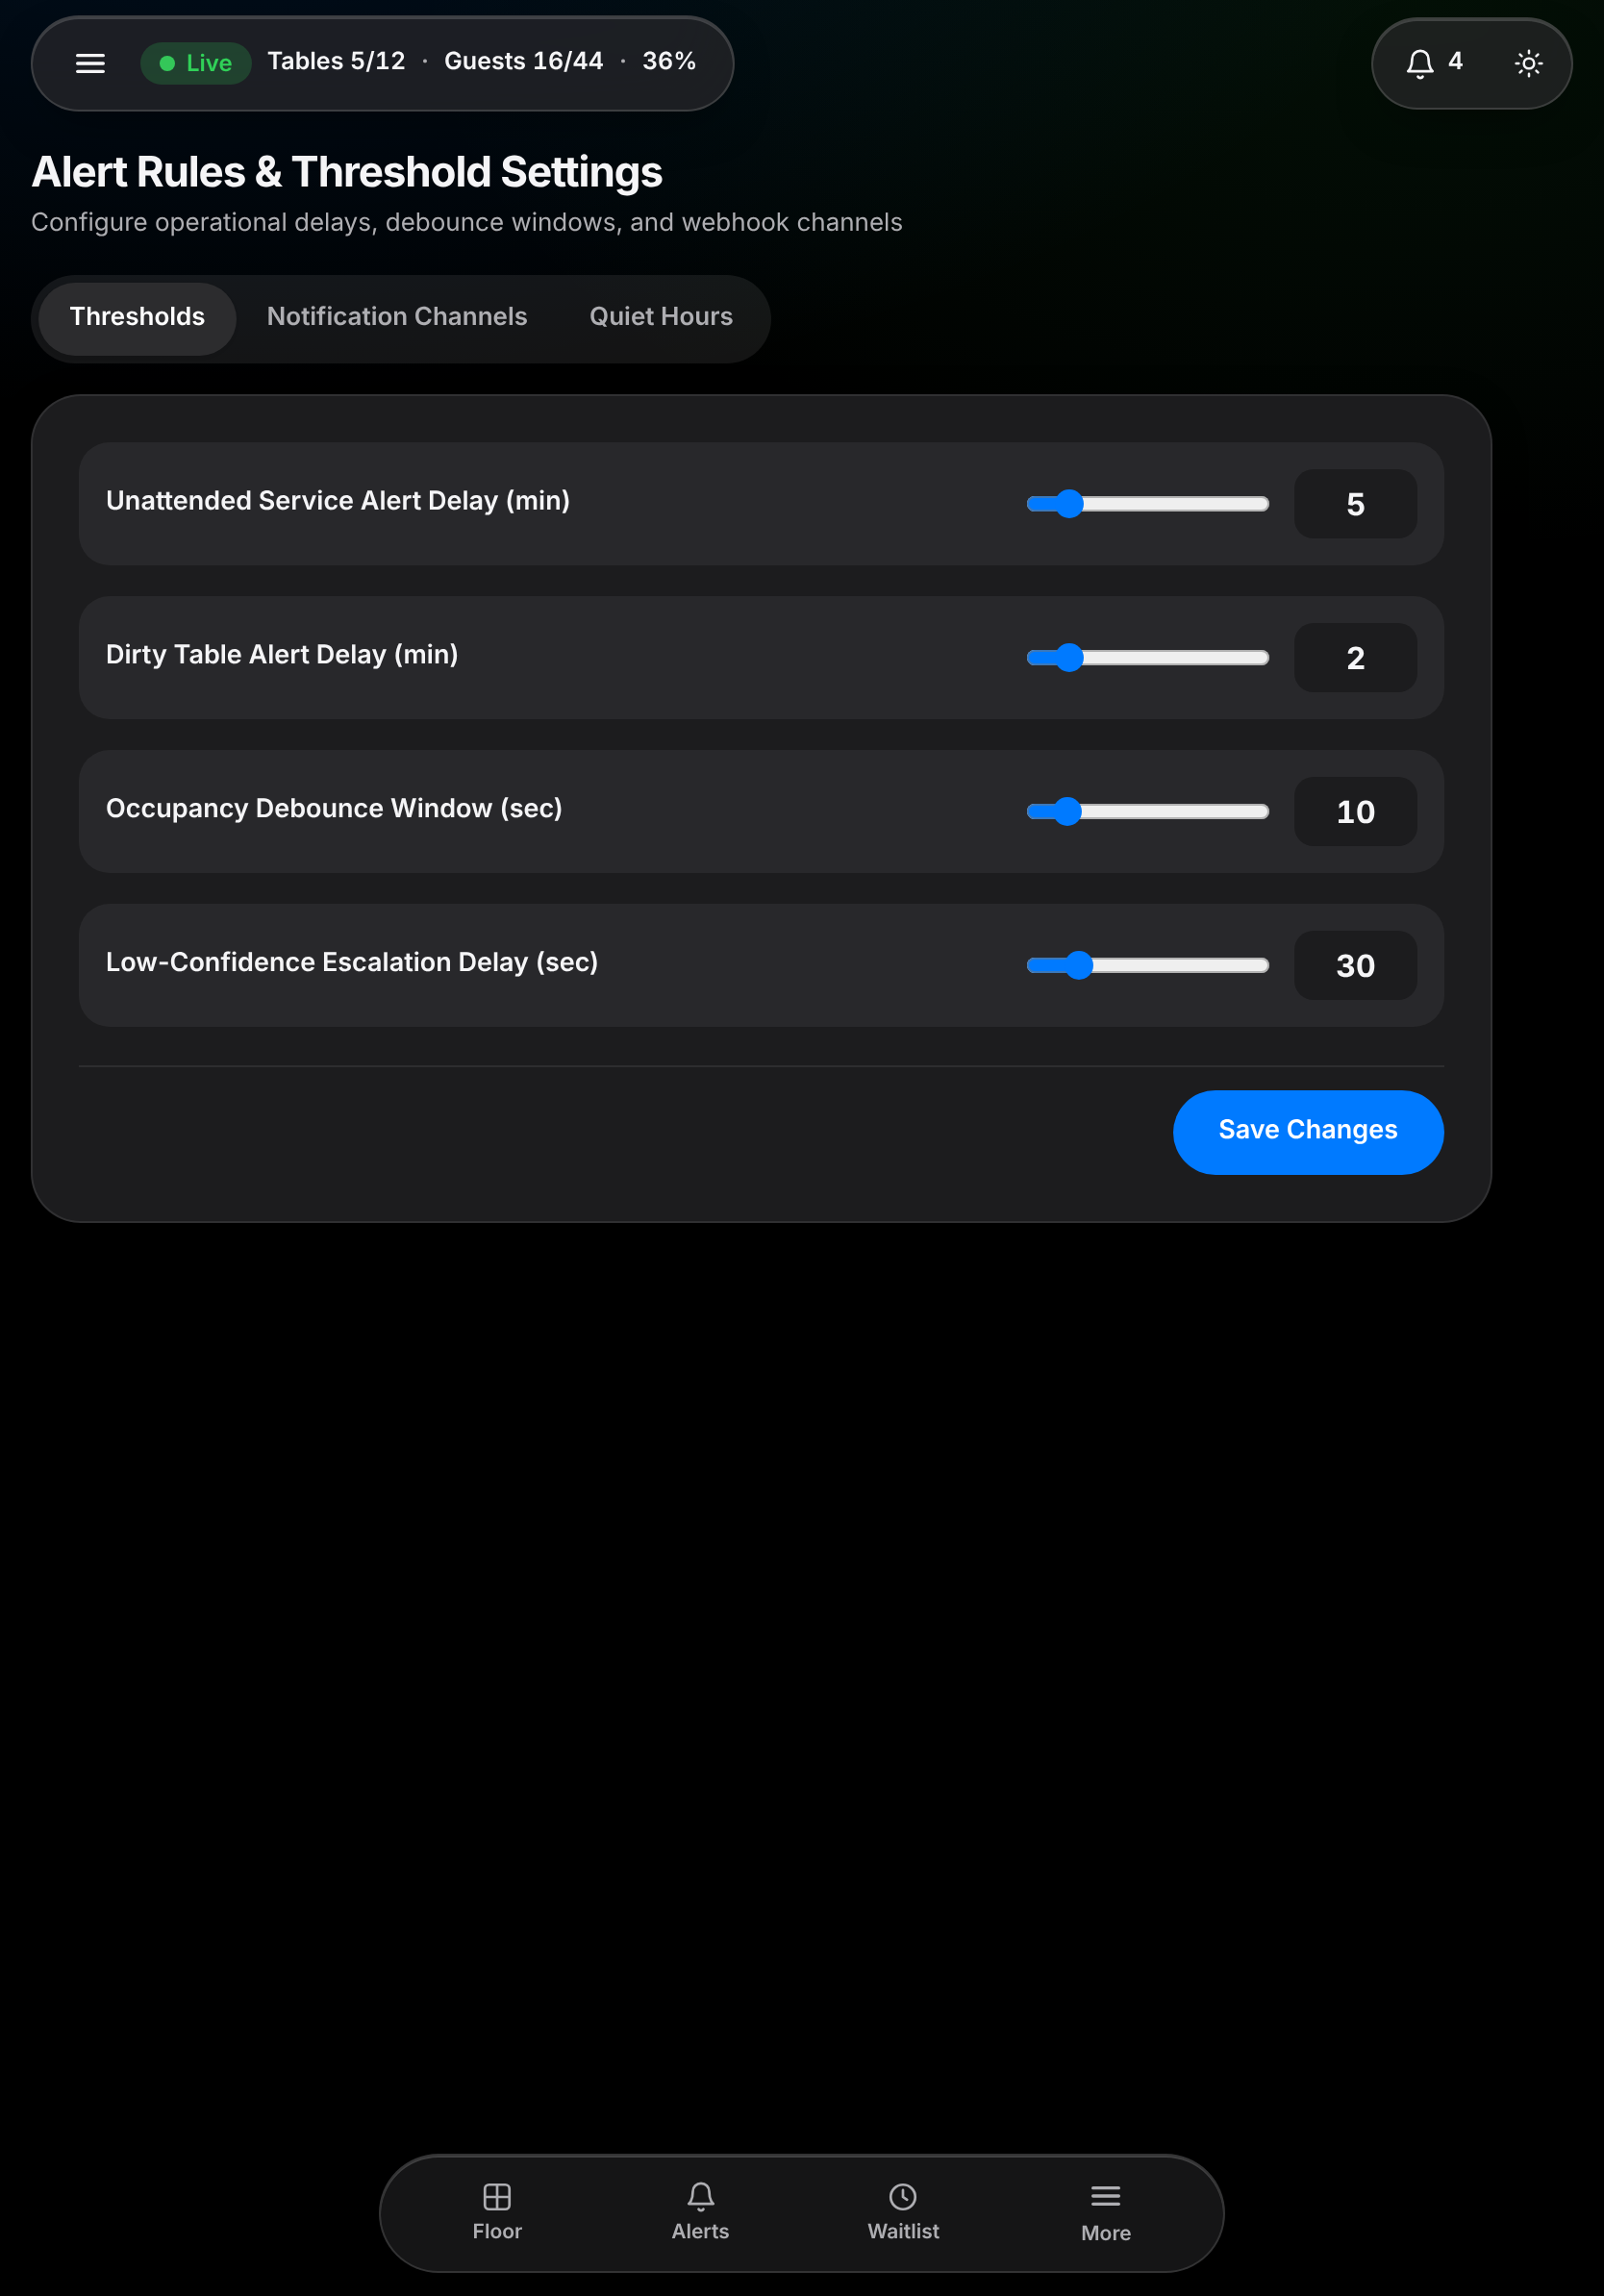 Live Tables 5/12 · Guests 16/44 · 36%
4
Alert Rules & Threshold Settings
Configure operational delays, debounce windows, and webhook channels
Thresholds Notification Channels Quiet Hours
Unattended Service Alert Delay (min) 5
Dirty Table Alert Delay (min) 2
Occupancy Debounce Window (sec) 10
Low-Confidence Escalation Delay (sec) 30
Save Changes
Floor Alerts Waitlist More